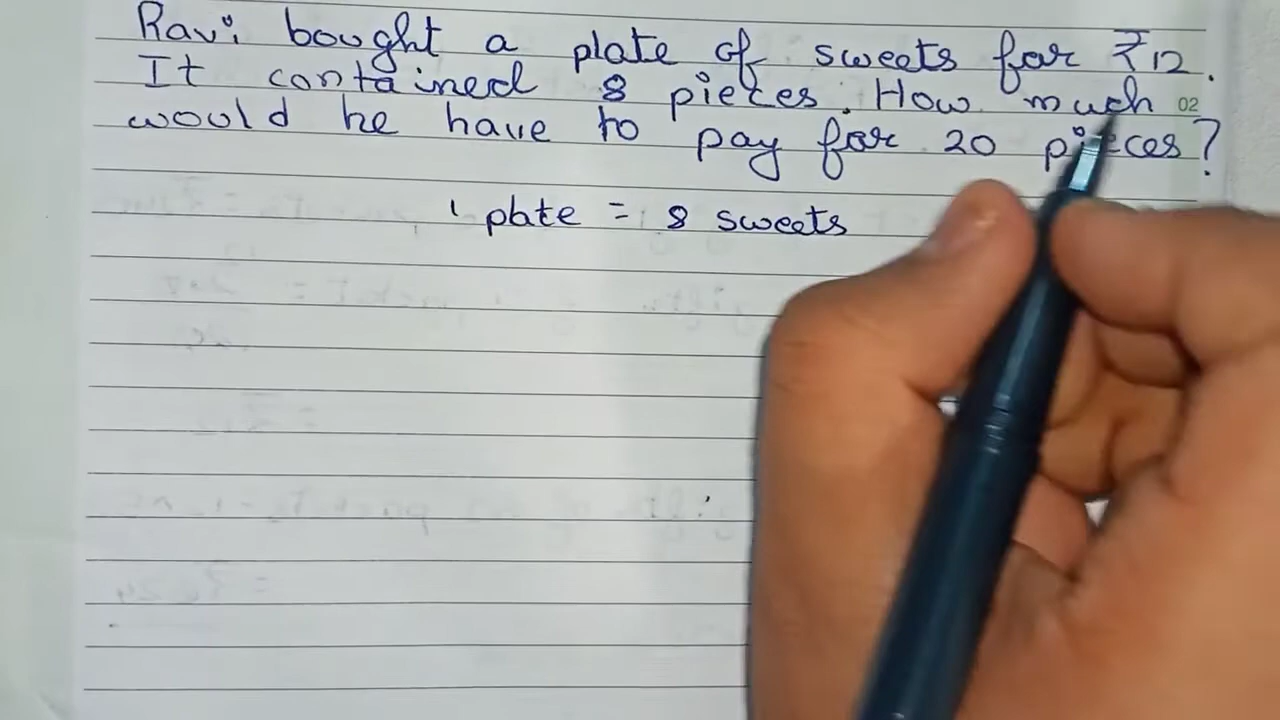 Ravi bought a plate of sweets for ₹12.
It contained 8 pieces. How much
would he have to pay for 20 pieces?
02
1 plate = 8 sweets